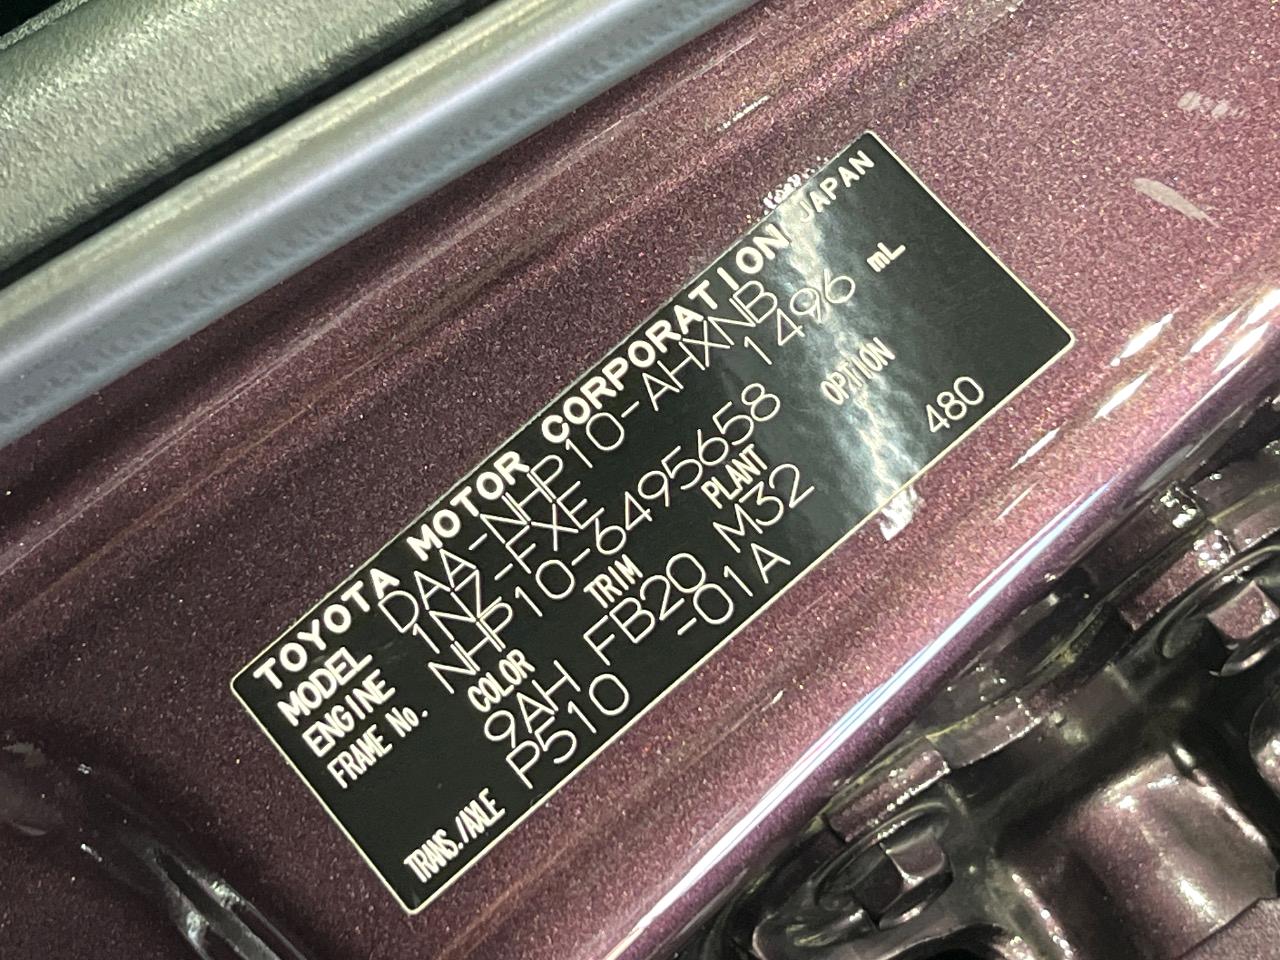 TOYOTA MOTOR CORPORATION JAPAN
MODEL DAA-NHP10-AHXNB
ENGINE 1NZ-FXE 1496 mL
FRAME No. NHP10-6495658
COLOR TRIM PLANT OPTION
9AH FB20 M32 480
TRANS./AXLE P510 -01A